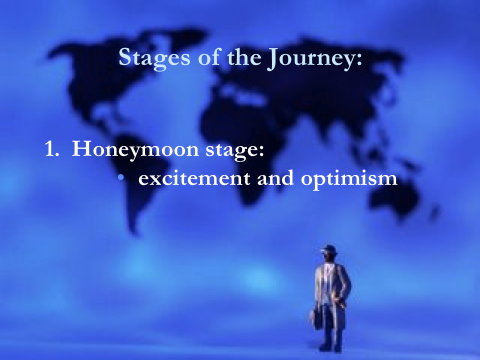 Stages of the Journey:
1. Honeymoon stage:
• excitement and optimism